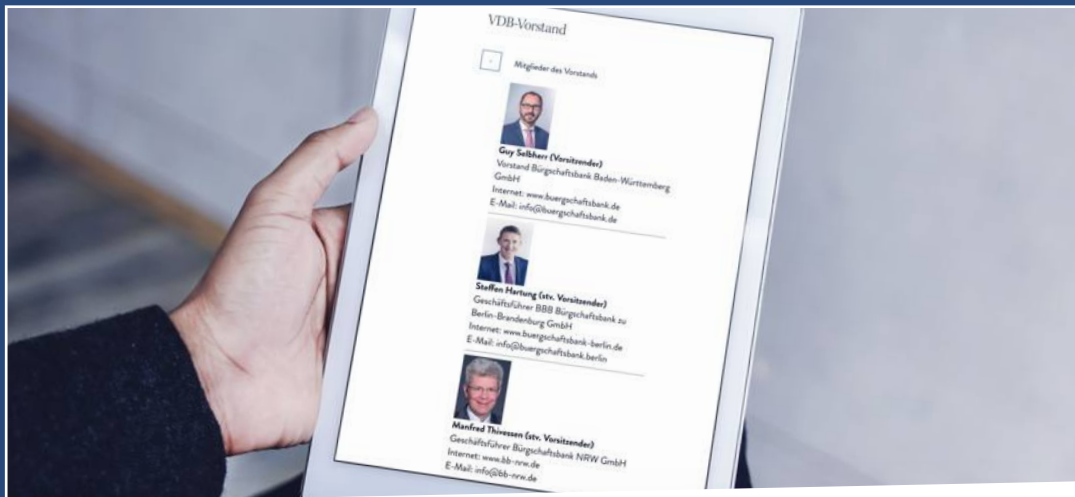 VDB-Vorstand
Mitglieder des Vorstands
Guy Selbherr (Vorsitzender)
Vorstand Bürgschaftsbank Baden-Württemberg
GmbH
Internet: www.buergschaftsbank.de
E-Mail: info@buergschaftsbank.de
Steffen Hartung (stv. Vorsitzender)
Geschäftsführer BBB Bürgschaftsbank zu
Berlin-Brandenburg GmbH
Internet: www.buergschaftsbank-berlin.de
E-Mail: info@buergschaftsbank.berlin
Manfred Thivessen (stv. Vorsitzender)
Geschäftsführer Bürgschaftsbank NRW GmbH
Internet: www.bb-nrw.de
E-Mail: info@bb-nrw.de